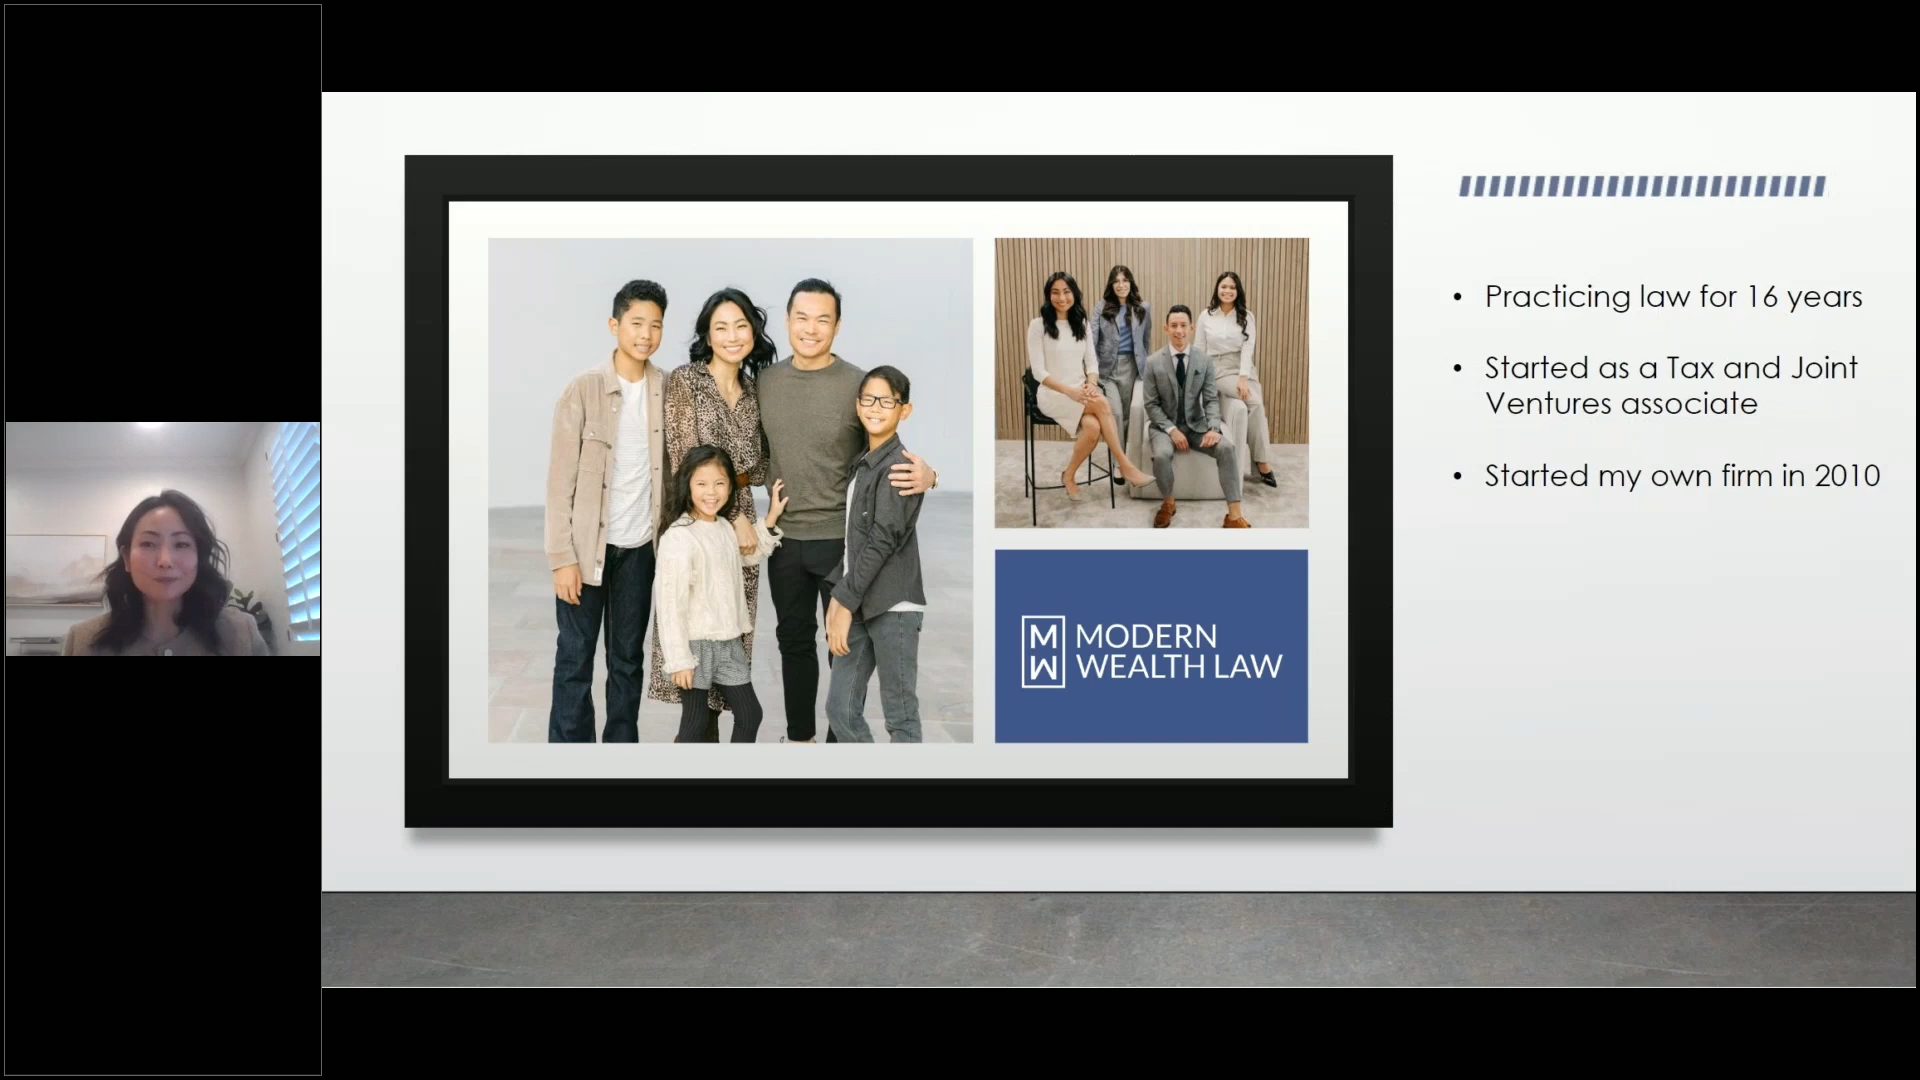 M
W
MODERN
WEALTH LAW
• Practicing law for 16 years
• Started as a Tax and Joint
Ventures associate
• Started my own firm in 2010